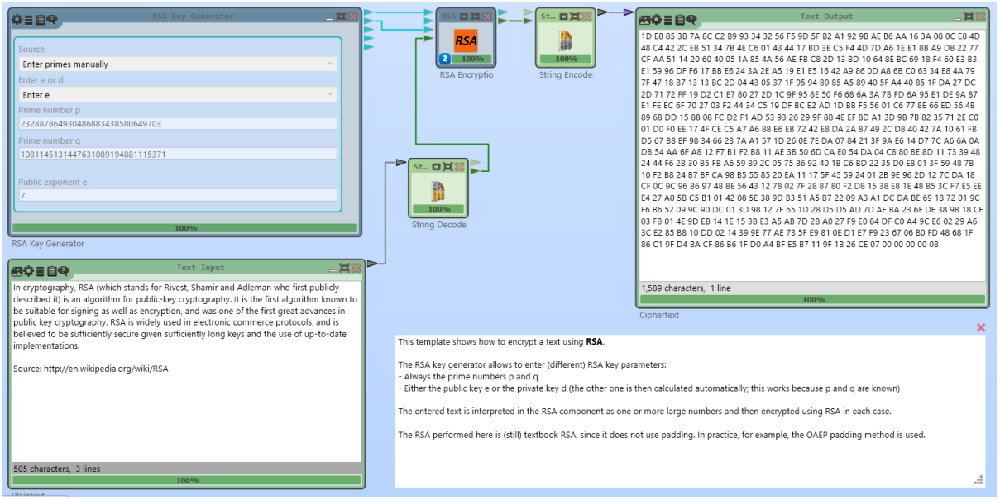 RSA Key Generator
Source
Enter primes manually
Enter e or d
Enter e
Prime number p
232887864930486883438580649703
Prime number q
1081145131447631089194881115371
Public exponent e
7
100%
RSA Key Generator
RSA
RSA
2
100%
RSA Encryptio
St...
100%
String Encode
St...
100%
String Decode
Text Input
In cryptography, RSA (which stands for Rivest, Shamir and Adleman who first publicly
described it) is an algorithm for public-key cryptography. It is the first algorithm known to
be suitable for signing as well as encryption, and was one of the first great advances in
public key cryptography. RSA is widely used in electronic commerce protocols, and is
believed to be sufficiently secure given sufficiently long keys and the use of up-to-date
implementations.
Source: http://en.wikipedia.org/wiki/RSA
505 characters, 3 lines
100%
Plaintext
Text Output
1D E8 85 3B 7A 8C C2 B9 93 34 32 56 F5 9D 5F B2 A1 92 9B AE B6 AA 16 3A 08 0C E8 4D
48 C4 42 2C EB 51 34 7B 4E C6 01 43 44 17 BD 3E C5 F4 4D 7D A6 1E E1 8B A9 DB 22 77
CF AA 51 14 20 60 40 05 1A 85 4A 56 AE FB C8 2D 13 BD 10 64 8E BC 69 18 F4 60 E3 B3
E1 59 96 DF F6 17 BB E6 24 3A 2E A5 19 E1 E5 16 42 A9 86 0D A8 6B C0 63 34 E8 4A 79
7F 47 18 B7 13 13 BC 2D 04 43 05 37 1F 95 94 B9 85 A5 89 40 5F A4 40 85 1F DA 27 DC
2D 71 72 FF 19 D2 C1 E7 80 27 2D 1C 9F 95 8E 50 F6 68 6A 3A 7B FD 6A 95 E1 DE 9A 87
E1 FE EC 6F 70 27 03 F2 44 34 C5 19 DF BC E2 AD 1D BB F5 56 01 C6 77 8E 66 ED 56 4B
89 68 DD 15 88 08 FC D2 F1 AD 53 93 26 29 9F 8B 4E EF 8D A1 3D 9B 7B 82 35 71 2E C0
01 D0 F0 EE 17 4F CE C5 A7 A6 88 E6 EB 72 42 E8 DA 2A 87 49 2C D8 40 42 7A 10 61 FB
D5 67 B8 EF 98 34 66 23 7A A1 57 1D 26 0E 7E DA 07 84 21 3F 9A E6 14 D7 7C A6 6A 0A
DB 54 AA 6F A8 12 F7 B1 F2 B8 11 AE 3B 50 6D CA E0 54 DA 04 C8 80 BE 8D 11 73 39 48
24 44 F6 2B 30 B5 FB A6 59 89 2C 05 75 86 92 40 1B C6 BD 22 35 D0 E8 01 3F 59 48 7B
10 F2 B8 24 B7 BF CA 98 B5 55 85 20 EA 11 17 5F 45 59 24 01 2B 9E 96 2D 12 7C DA 18
CF 0C 9C 96 B6 97 48 BE 56 43 12 78 02 7F 28 87 80 F2 D8 15 38 E8 1E 48 B5 3C F7 E5 EE
E4 27 A0 5B C5 B1 01 42 08 5E 38 9D B3 51 A5 B7 22 09 A3 A1 DC DA BE 69 18 72 01 9C
F6 B6 52 09 9C 90 DC 01 3D 98 12 7F 65 1D 28 D5 D5 AD 7D AE BA 23 6F DE 38 9B 18 CF
03 FB 01 4E 9D EB 14 1E 15 3B E3 A5 AB 7D 2B A0 27 F9 E0 84 DF C0 A4 9C E6 02 29 A6
3C E2 85 B8 10 DD 02 14 39 9E 77 AE 73 5F E9 81 0E D1 E7 F9 23 67 06 B0 FD 48 68 1F
86 C1 9F D4 BA CF 86 B6 1F D0 A4 BF E5 B7 11 9F 1B 26 CE 07 00 00 00 00 08
1,589 characters, 1 line
100%
Ciphertext
This template shows how to encrypt a text using RSA.
The RSA key generator allows to enter (different) RSA key parameters:
- Always the prime numbers p and q
- Either the public key e or the private key d (the other one is then calculated automatically; this works because p and q are known)
The entered text is interpreted in the RSA component as one or more large numbers and then encrypted using RSA in each case.
The RSA performed here is (still) textbook RSA, since it does not use padding. In practice, for example, the OAEP padding method is used.